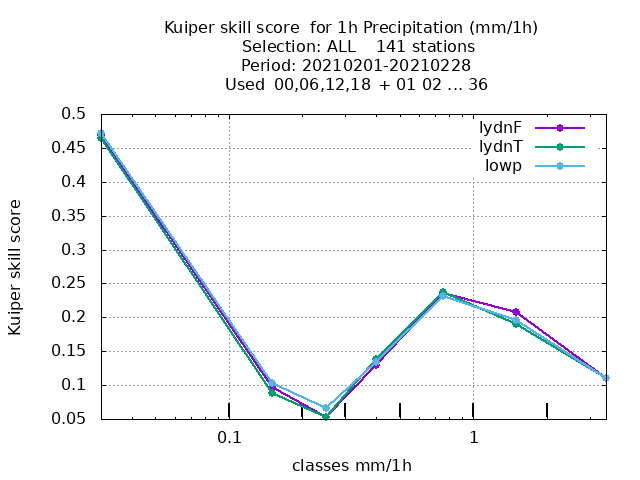 Kuiper skill score  for 1h Precipitation (mm/1h)
Selection: ALL    141 stations
Period: 20210201-20210228
Used  00,06,12,18  + 01 02 ... 36
lydnF
lydnT
lowp
Kuiper skill score
0.5
0.45
0.4
0.35
0.3
0.25
0.2
0.15
0.1
0.05
0.1
1
classes mm/1h